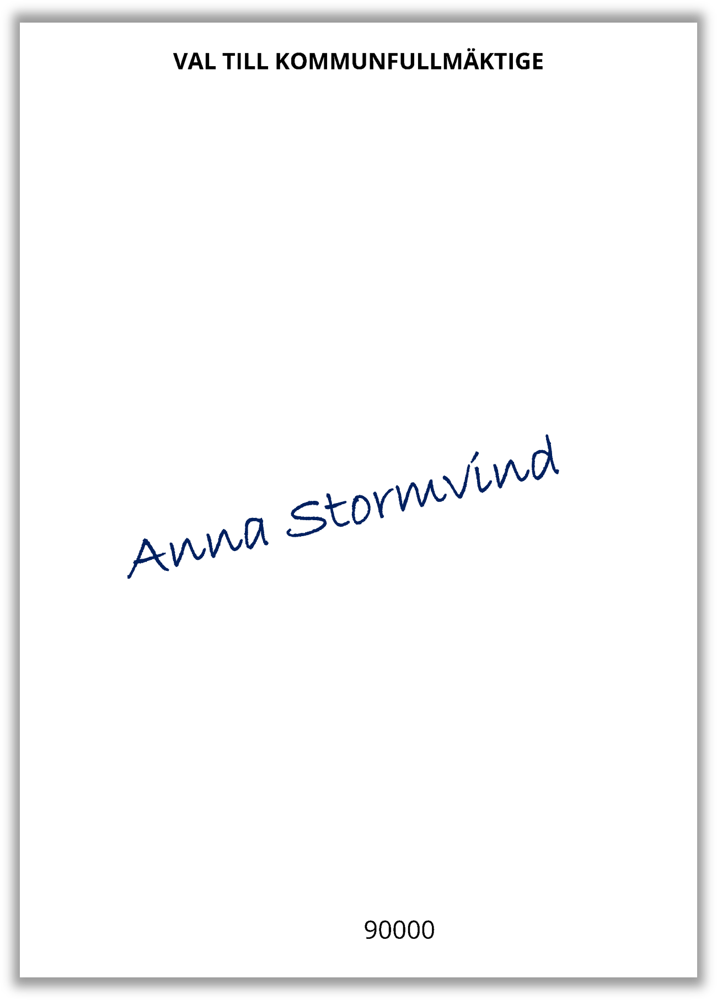 VAL TILL KOMMUNFULLMÄKTIGE
Anna Stormvind
90000